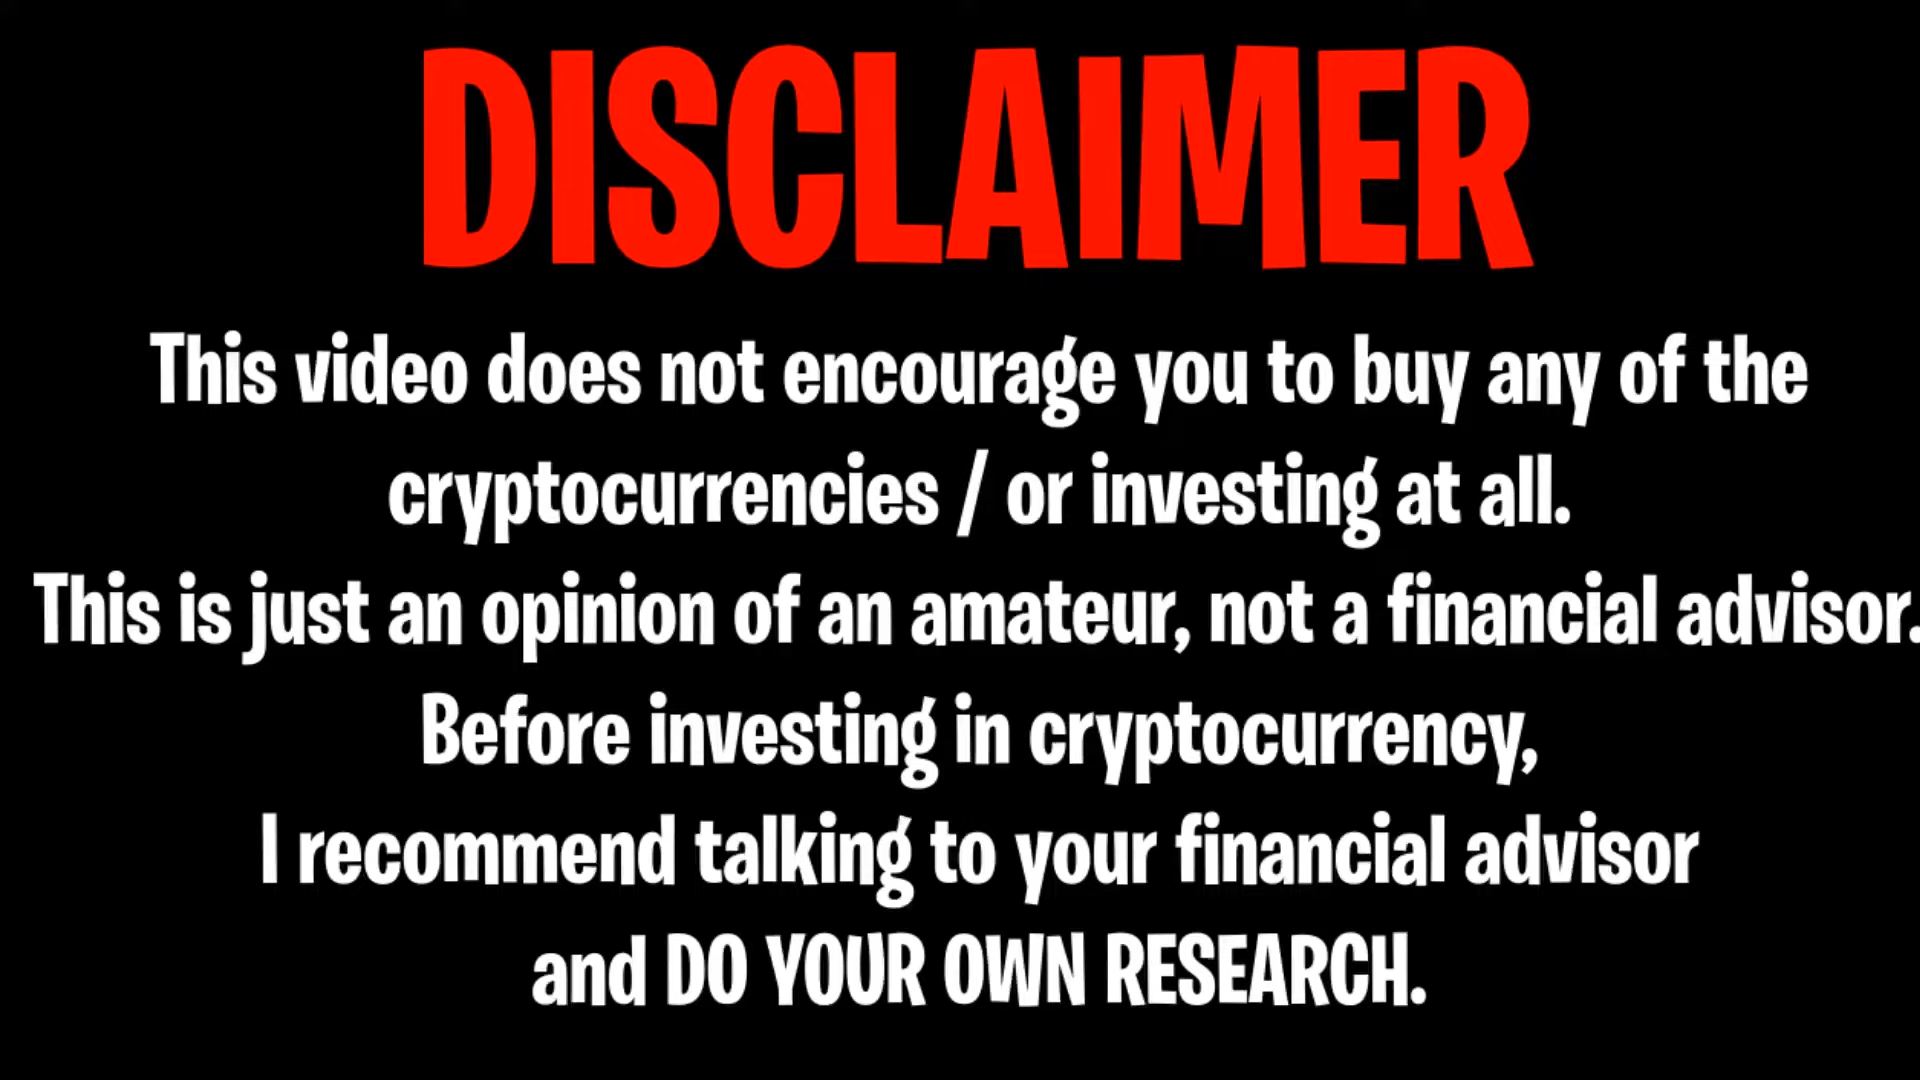 DISCLAIMER
This video does not encourage you to buy any of the
cryptocurrencies / or investing at all.
This is just an opinion of an amateur, not a financial advisor.
Before investing in cryptocurrency,
I recommend talking to your financial advisor
and DO YOUR OWN RESEARCH.